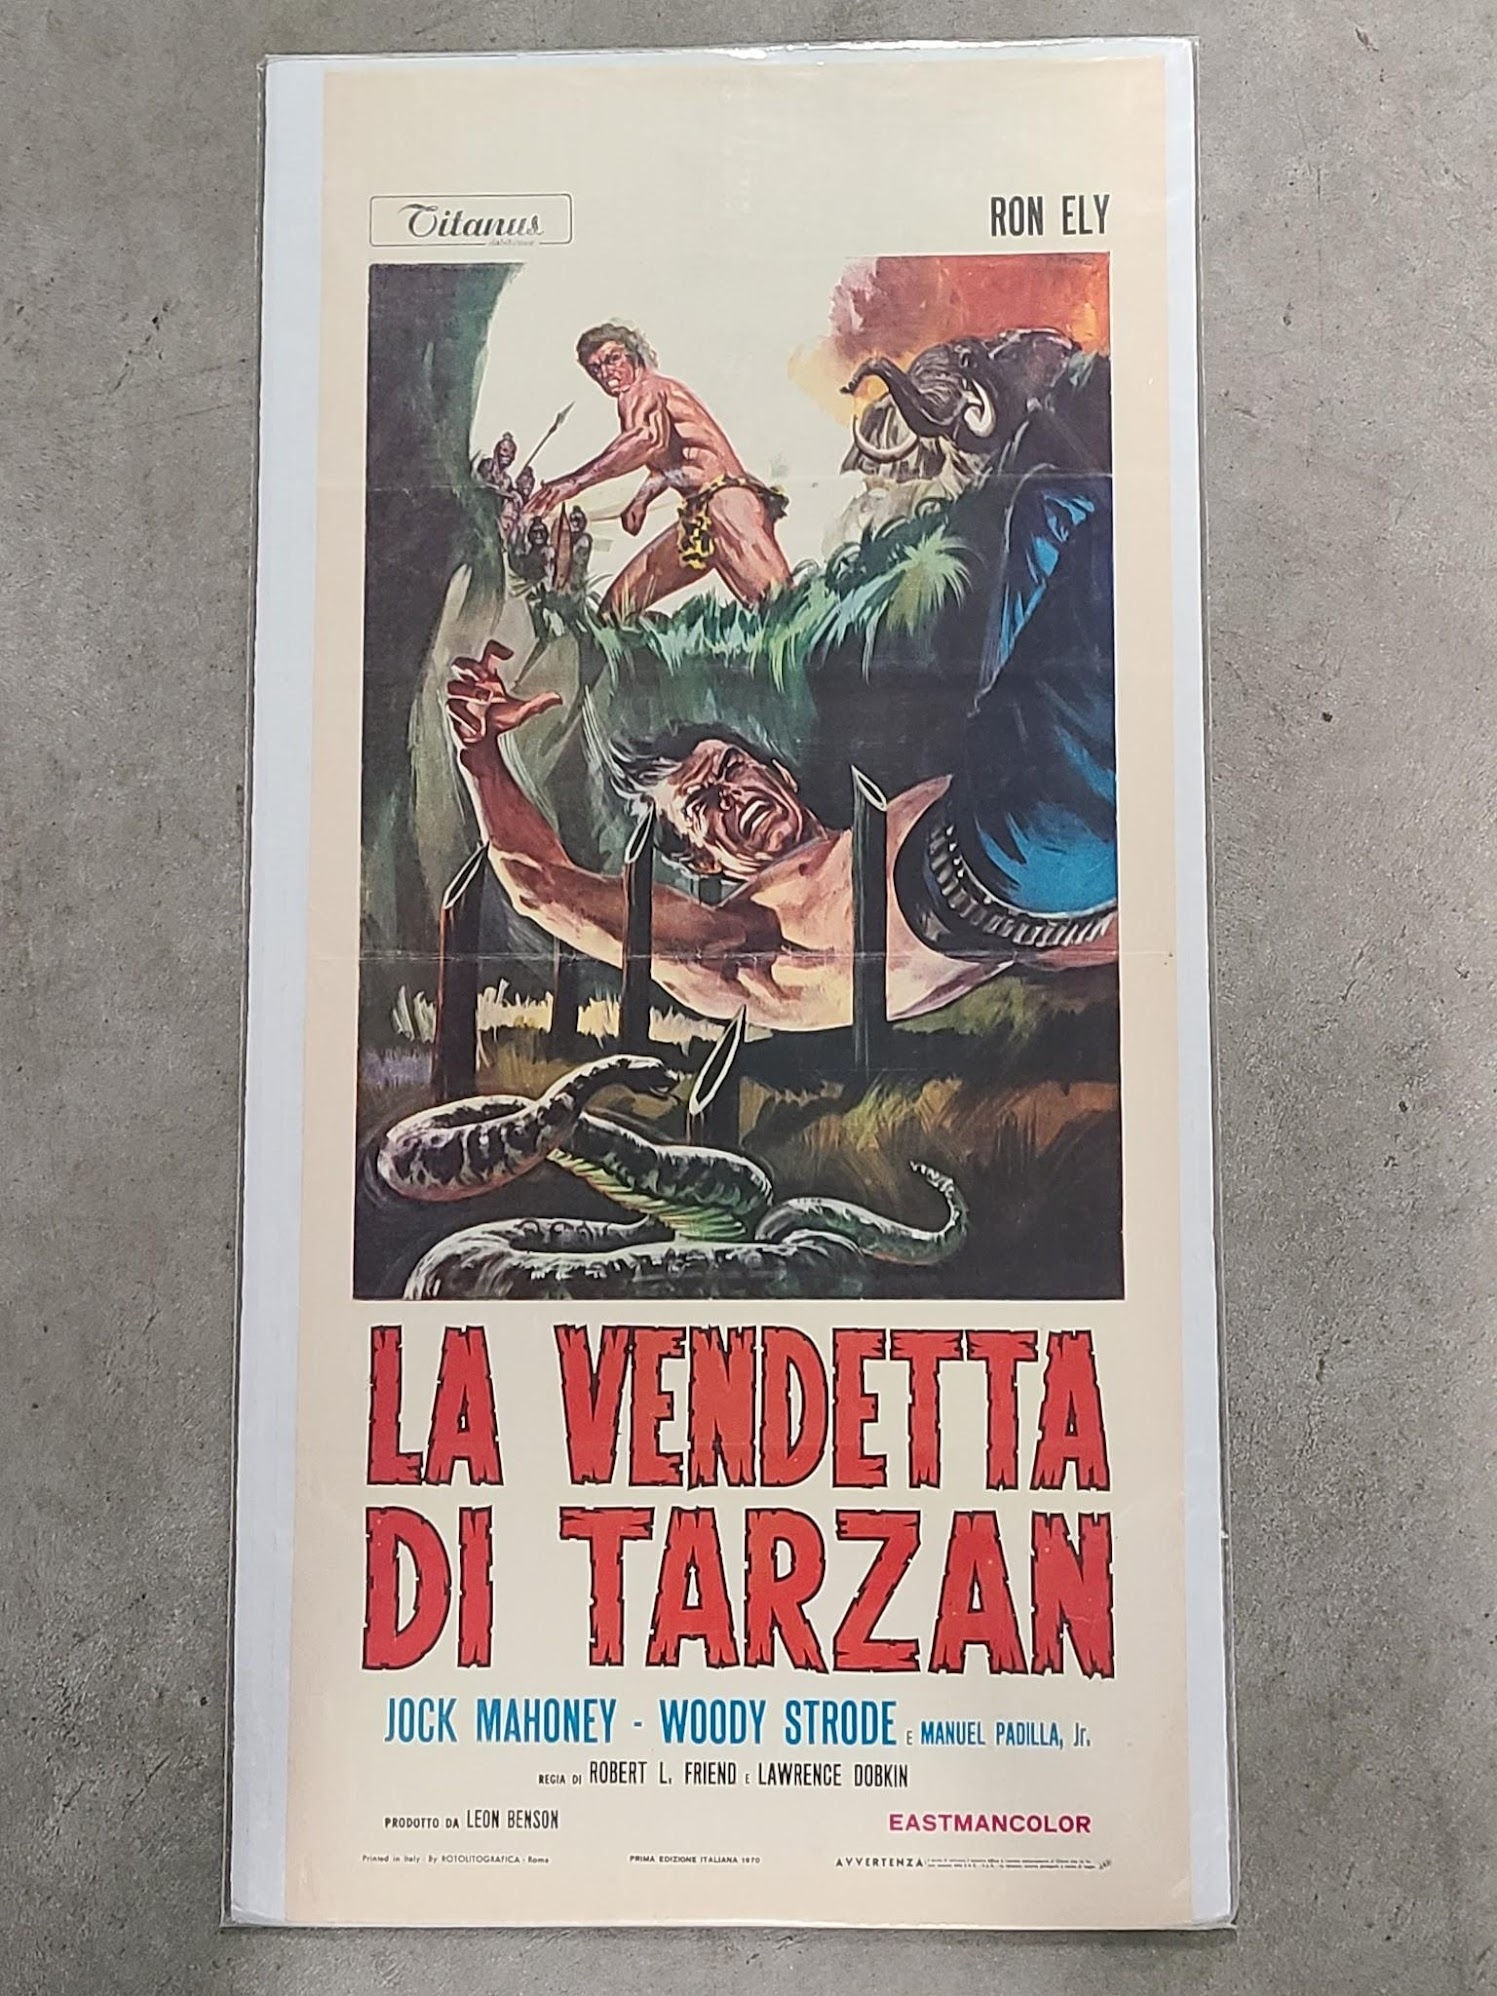 Titanus
RON ELY
LA VENDETTA
DI TARZAN
JOCK MAHONEY - WOODY STRODE E MANUEL PADILLA, Jr.
REGIA DI ROBERT L. FRIEND E LAWRENCE DOBKIN
PRODOTTO DA LEON BENSON
EASTMANCOLOR
Printed in Italy - By ROTOLITOGRAFICA - Roma
PRIMA EDIZIONE ITALIANA 1970
AVVERTENZA